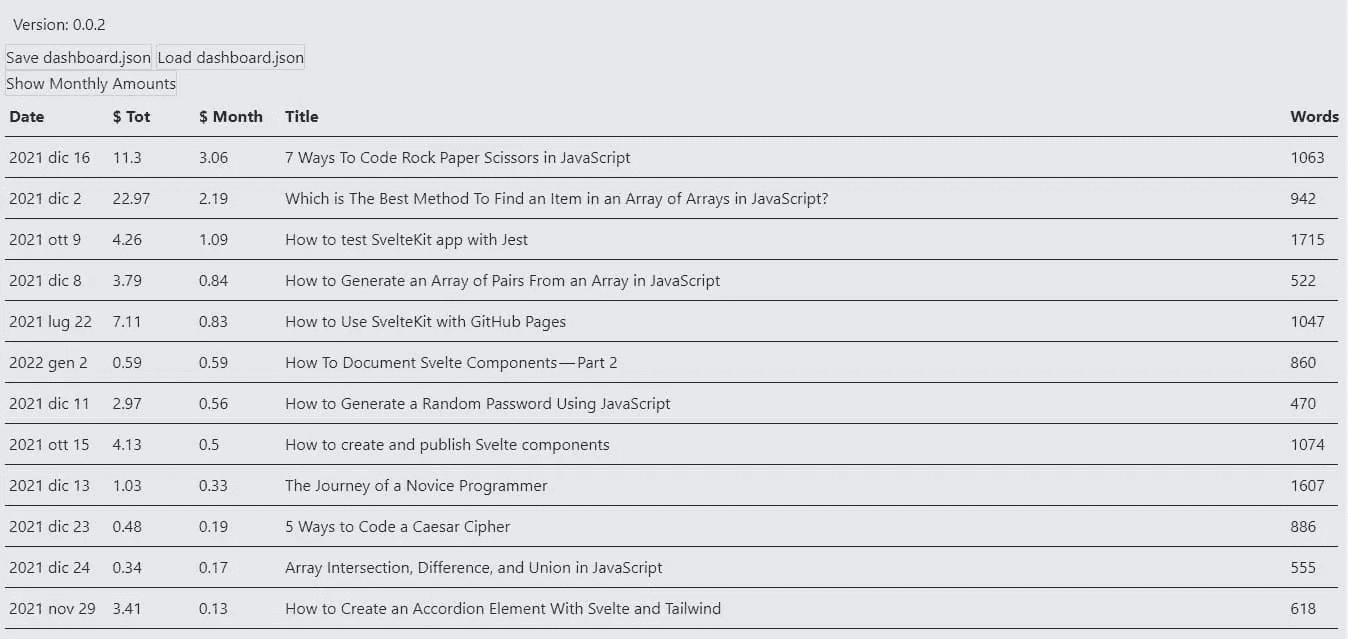 Version: 0.0.2
Save dashboard.json Load dashboard.json
Show Monthly Amounts
Date $ Tot $ Month Title Words
2021 dic 16 11.3 3.06 7 Ways To Code Rock Paper Scissors in JavaScript 1063
2021 dic 2 22.97 2.19 Which is The Best Method To Find an Item in an Array of Arrays in JavaScript? 942
2021 ott 9 4.26 1.09 How to test SvelteKit app with Jest 1715
2021 dic 8 3.79 0.84 How to Generate an Array of Pairs From an Array in JavaScript 522
2021 lug 22 7.11 0.83 How to Use SvelteKit with GitHub Pages 1047
2022 gen 2 0.59 0.59 How To Document Svelte Components — Part 2 860
2021 dic 11 2.97 0.56 How to Generate a Random Password Using JavaScript 470
2021 ott 15 4.13 0.5 How to create and publish Svelte components 1074
2021 dic 13 1.03 0.33 The Journey of a Novice Programmer 1607
2021 dic 23 0.48 0.19 5 Ways to Code a Caesar Cipher 886
2021 dic 24 0.34 0.17 Array Intersection, Difference, and Union in JavaScript 555
2021 nov 29 3.41 0.13 How to Create an Accordion Element With Svelte and Tailwind 618